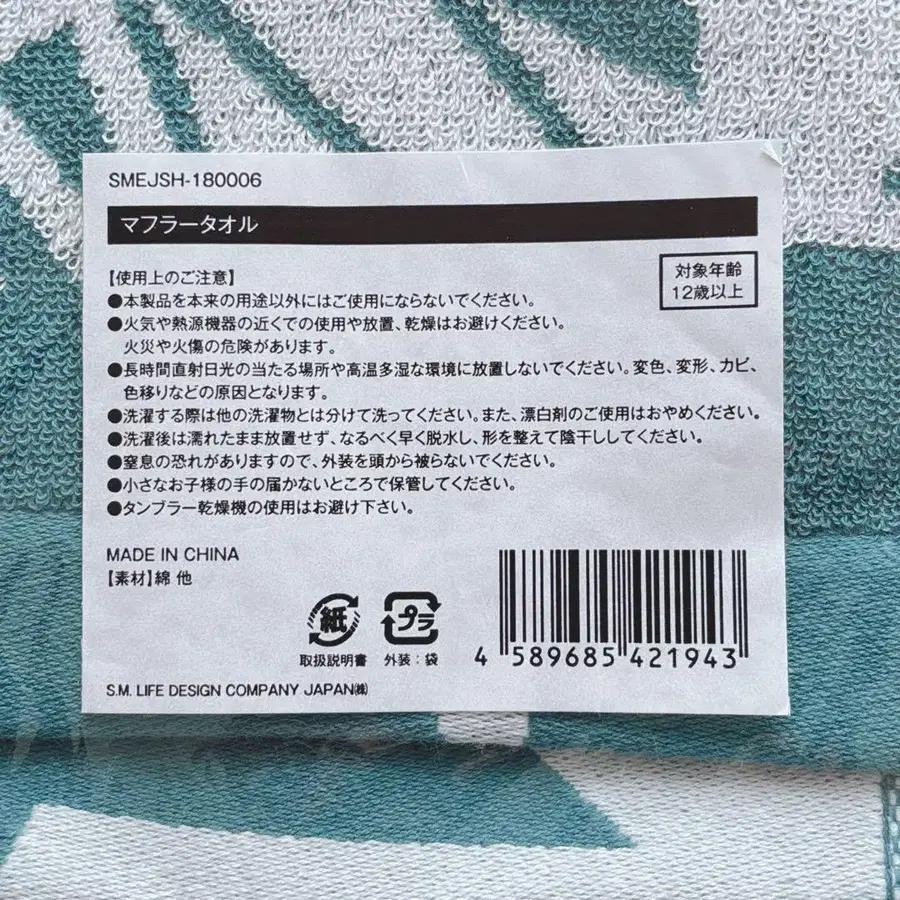 SMEJSH-180006
マフラータオル
【使用上のご注意】
対象年齢
12歳以上
●本製品を本来の用途以外にはご使用にならないでください。
●火気や熱源機器の近くでの使用や放置、乾燥はお避けください。
火災や火傷の危険があります。
●長時間直射日光の当たる場所や高温多湿な環境に放置しないでください。変色、変形、カビ、
色移りなどの原因となります。
●洗濯する際は他の洗濯物とは分けて洗ってください。また、漂白剤のご使用はおやめください。
●洗濯後は濡れたまま放置せず、なるべく早く脱水し、形を整えて陰干ししてください。
●窒息の恐れがありますので、外装を頭から被らないでください。
●小さなお子様の手の届かないところで保管してください。
●タンブラー乾燥機の使用はお避け下さい。
MADE IN CHINA
【素材】綿 他
紙
プラ
取扱説明書 外装:袋
4 589685 421943
S.M. LIFE DESIGN COMPANY JAPAN㈱